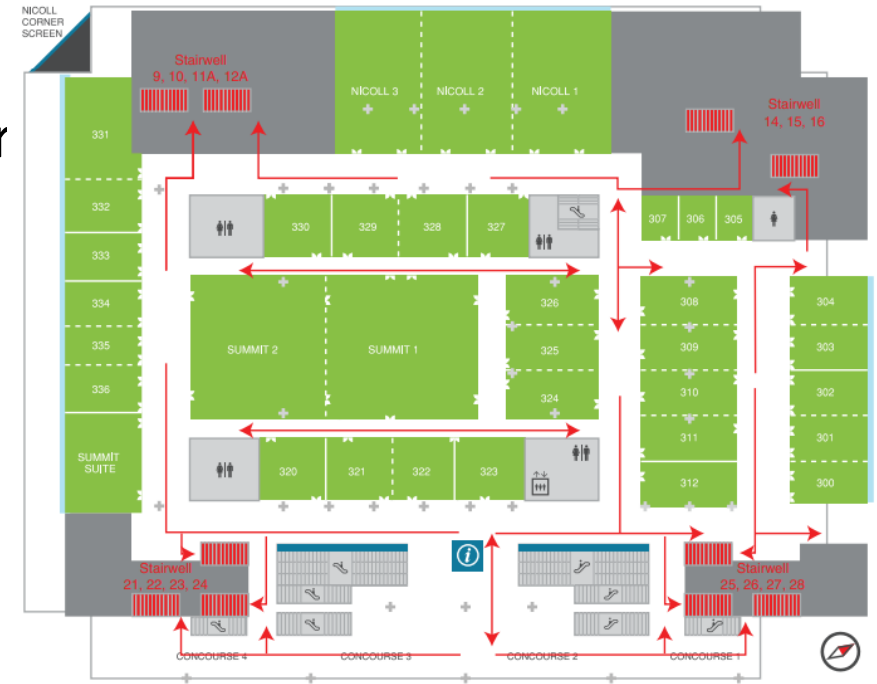 NICOLL
CORNER
SCREEN
r
Stairwell
9, 10, 11A, 12A
NICOLL 3
NICOLL 2
NICOLL 1
Stairwell
14, 15, 16
331
332
333
334
335
336
SUMMIT
SUITE
330
329
328
327
307
306
305
SUMMIT 2
SUMMIT 1
326
325
324
308
309
310
311
312
304
303
302
301
300
320
321
322
323
i
Stairwell
21, 22, 23, 24
Stairwell
25, 26, 27, 28
CONCOURSE 4
CONCOURSE 3
CONCOURSE 2
CONCOURSE 1